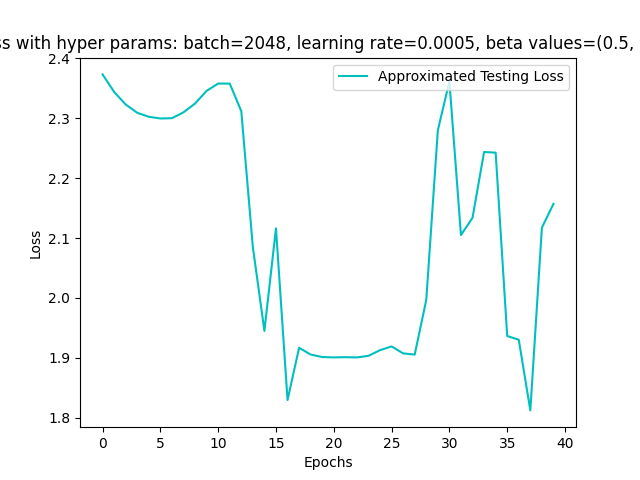 ss with hyper params: batch=2048, learning rate=0.0005, beta values=(0.5,
2.4
Approximated Testing Loss
2.3
2.2
2.1
2.0
1.9
1.8
Loss
0 5 10 15 20 25 30 35 40
Epochs